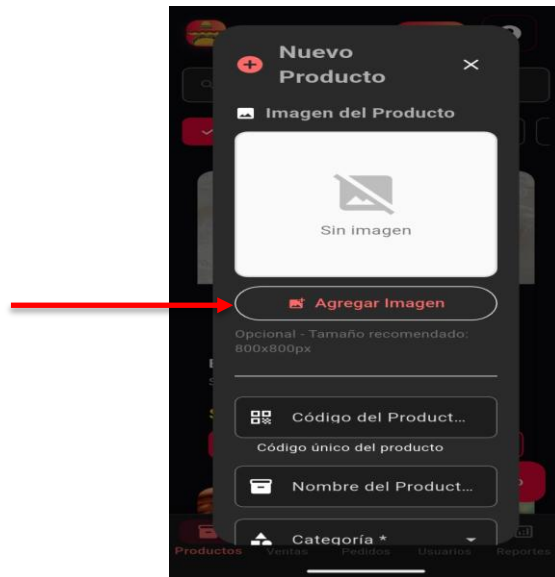 Nuevo
Producto
Imagen del Producto
Sin imagen
Agregar Imagen
Opcional - Tamaño recomendado:
800x800px
Código del Product...
Código único del producto
Nombre del Product...
Categoría *
Productos Ventas Pedidos Usuarios Reportes